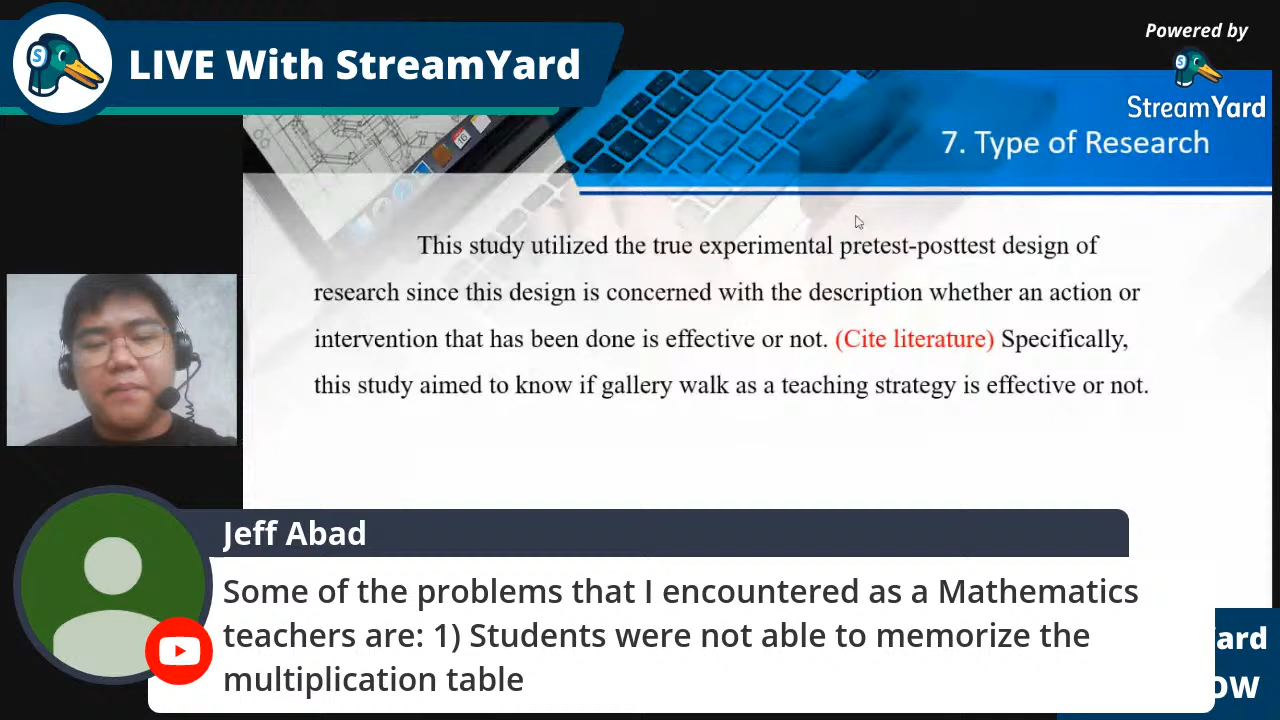 LIVE With StreamYard
Powered by
StreamYard
7. Type of Research
This study utilized the true experimental pretest-posttest design of
research since this design is concerned with the description whether an action or
intervention that has been done is effective or not. (Cite literature) Specifically,
this study aimed to know if gallery walk as a teaching strategy is effective or not.
Jeff Abad
Some of the problems that I encountered as a Mathematics
teachers are: 1) Students were not able to memorize the
multiplication table
ard
OW